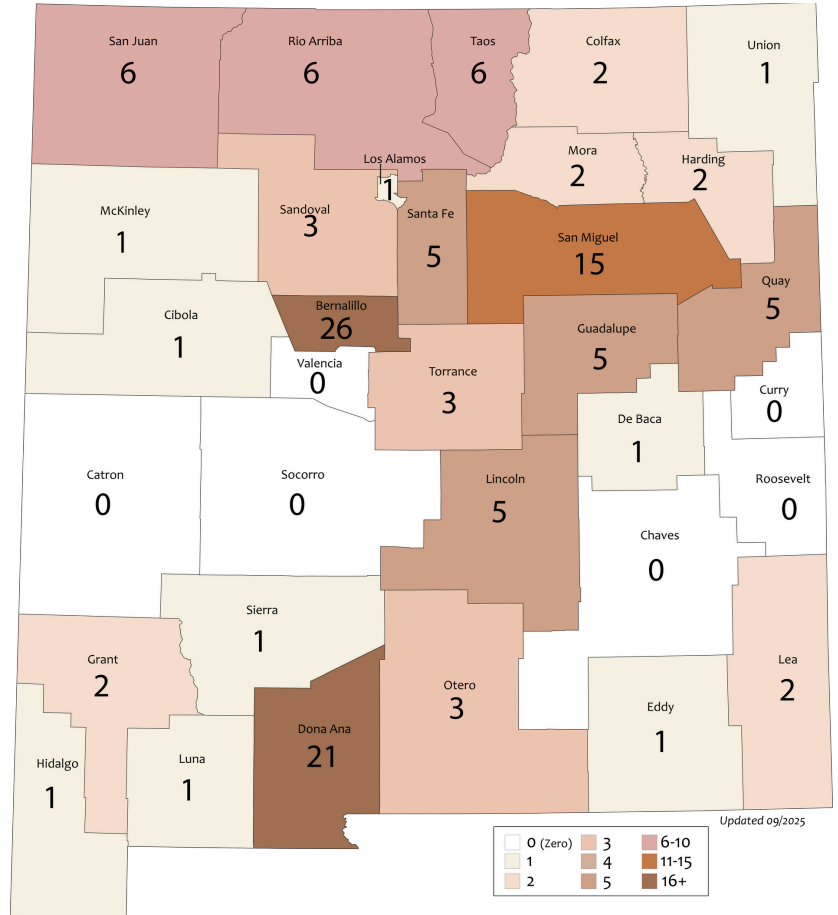 San Juan
6
Rio Arriba
6
Taos
6
Colfax
2
Union
1
Los Alamos
1
Mora
2
Harding
2
McKinley
1
Sandoval
3
Santa Fe
5
San Miguel
15
Quay
5
Cibola
1
Bernalillo
26
Valencia
0
Torrance
3
Guadalupe
5
Curry
0
De Baca
1
Catron
0
Socorro
0
Lincoln
5
Chaves
0
Roosevelt
0
Sierra
1
Grant
2
Otero
3
Lea
2
Eddy
1
Dona Ana
21
Luna
1
Hidalgo
1
Updated 09/2025
0 (Zero)
1
2
3
4
5
6-10
11-15
16+